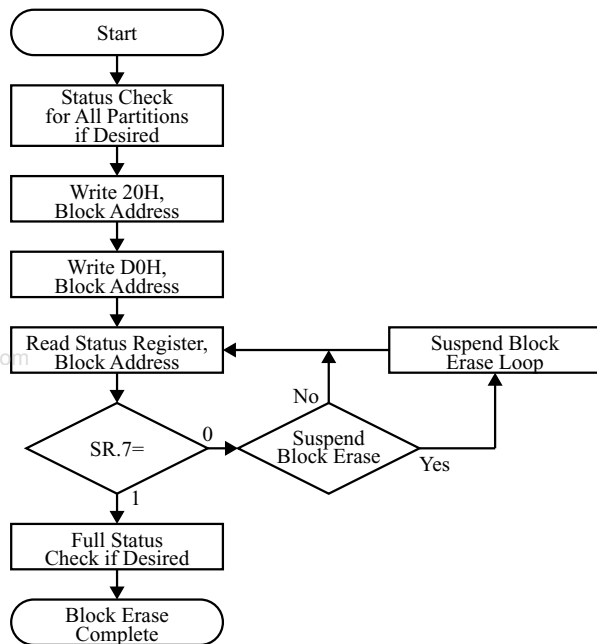 Start
Status Check
for All Partitions
if Desired
Write 20H,
Block Address
Write D0H,
Block Address
Read Status Register,
Block Address
Suspend Block
Erase Loop
om
No
SR.7=
0
Suspend
Block Erase
Yes
1
Full Status
Check if Desired
Block Erase
Complete